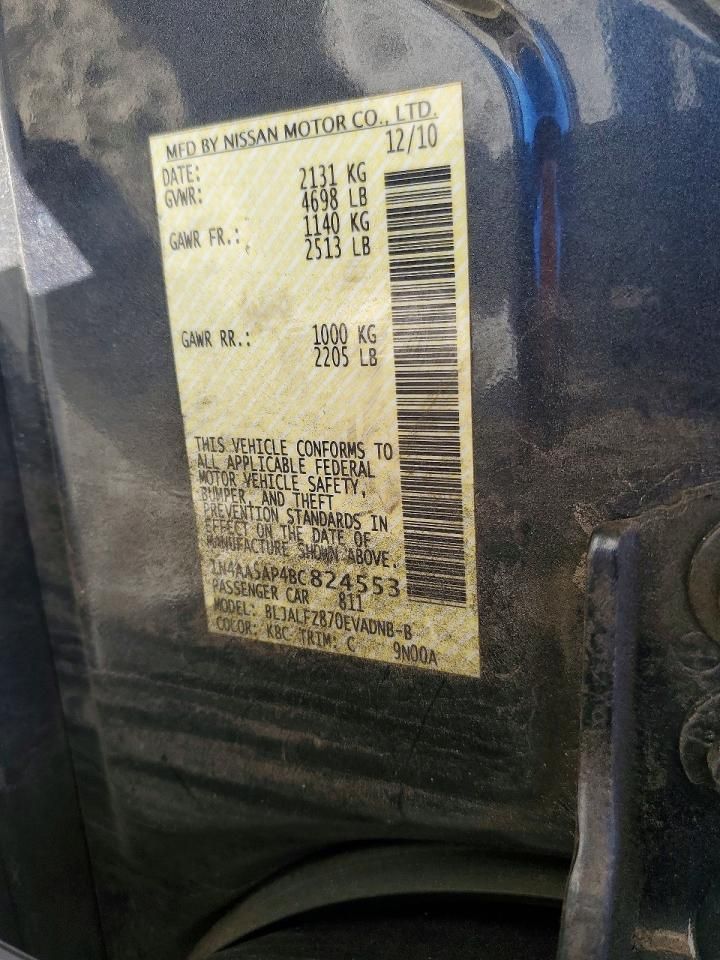 MFD BY NISSAN MOTOR CO., LTD.
DATE: 12/10
GVWR: 2131 KG
4698 LB
GAWR FR.: 1140 KG
2513 LB
GAWR RR.: 1000 KG
2205 LB
THIS VEHICLE CONFORMS TO
ALL APPLICABLE FEDERAL
MOTOR VEHICLE SAFETY,
BUMPER, AND THEFT
PREVENTION STANDARDS IN
EFFECT ON THE DATE OF
MANUFACTURE SHOWN ABOVE.
1N4AA5AP4BC824553
PASSENGER CAR 811
MODEL: BLJALFZB70EVADNB-B
COLOR: KBC TRIM: C 9N00A